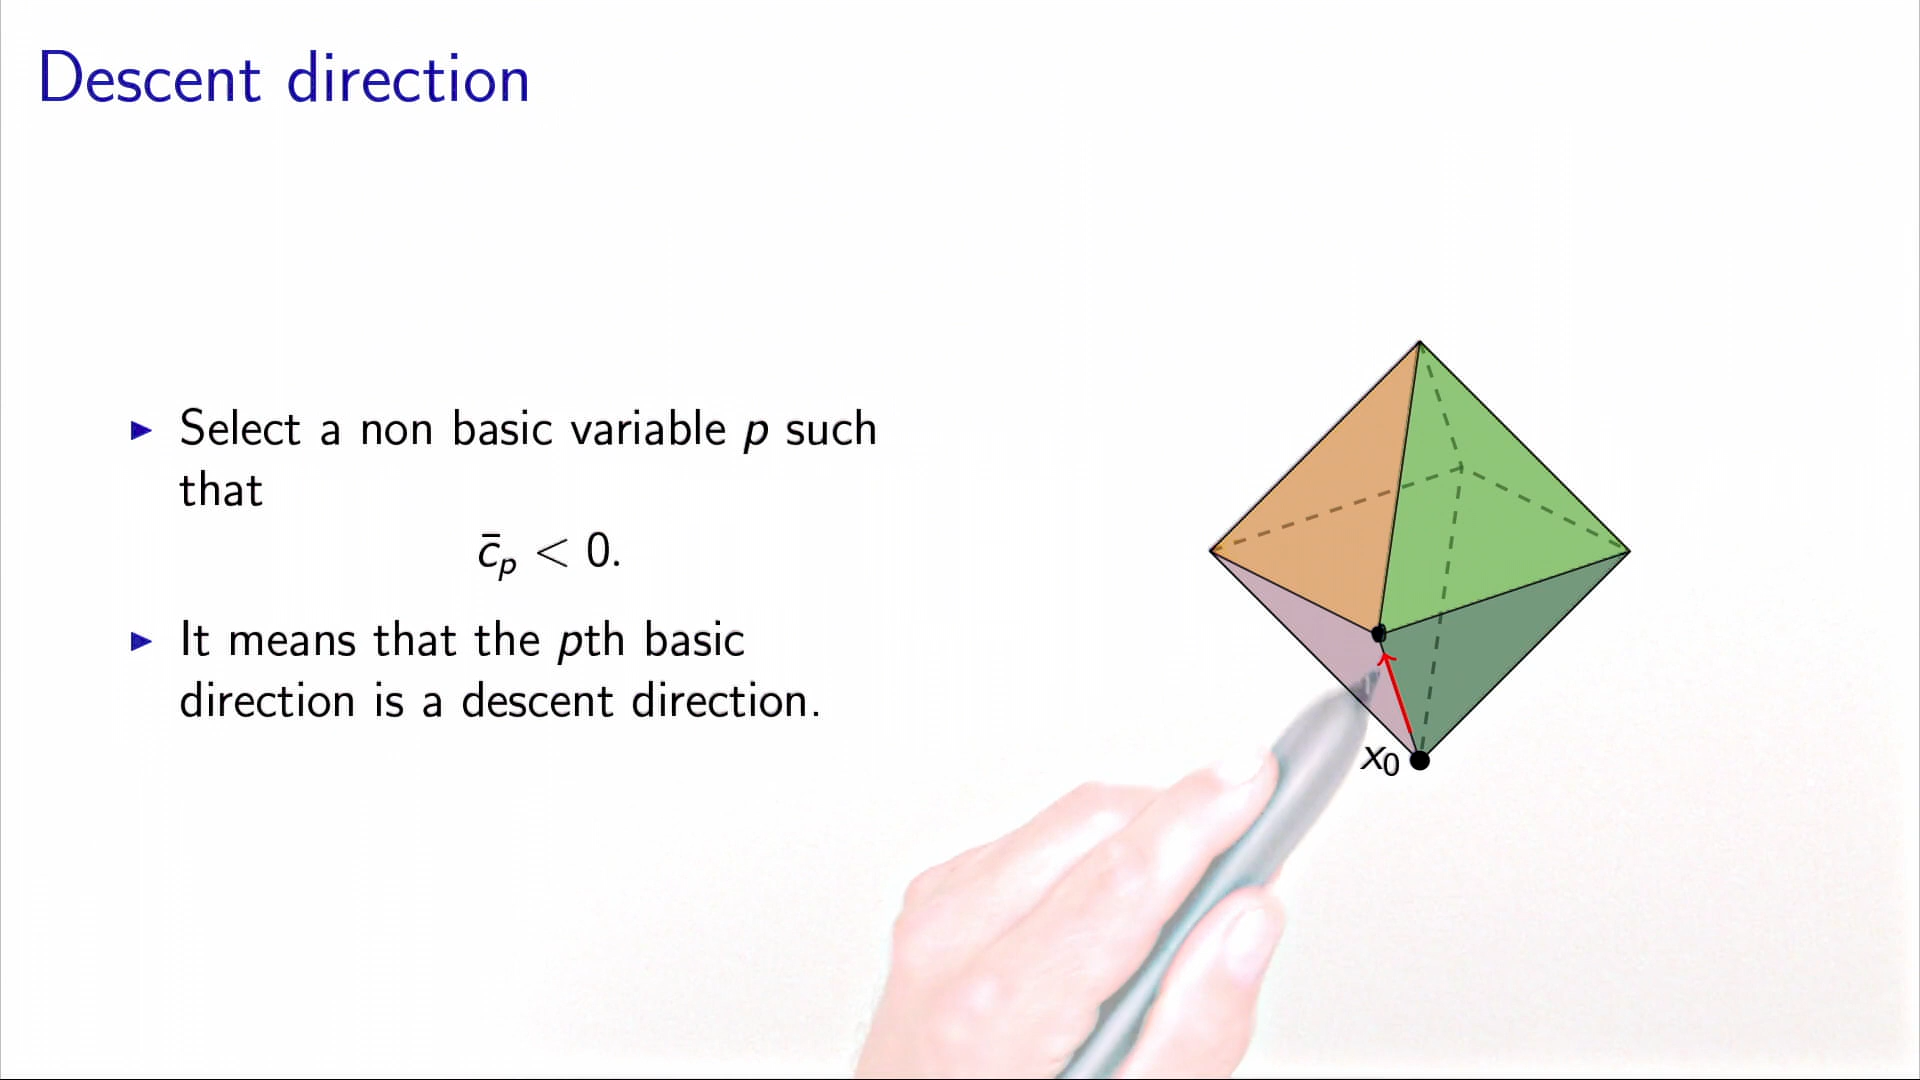 Descent direction
▶ Select a non basic variable p such
that
c̄ₚ < 0.
▶ It means that the pth basic
direction is a descent direction.
x₀